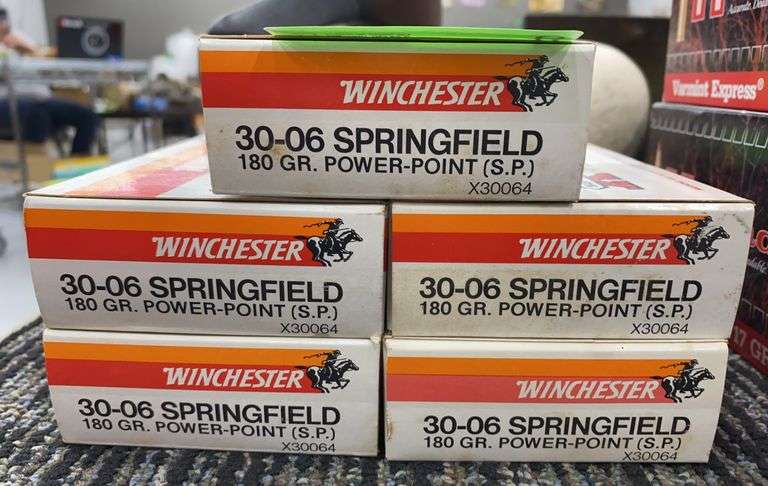 WINCHESTER
30-06 SPRINGFIELD
180 GR. POWER-POINT (S.P.)
X30064
WINCHESTER
30-06 SPRINGFIELD
180 GR. POWER-POINT (S.P.)
X30064
WINCHESTER
30-06 SPRINGFIELD
180 GR. POWER-POINT (S.P.)
X30064
WINCHESTER
30-06 SPRINGFIELD
180 GR. POWER-POINT (S.P.)
X30064
WINCHESTER
30-06 SPRINGFIELD
180 GR. POWER-POINT (S.P.)
X30064
Varmint Express®
17 GR